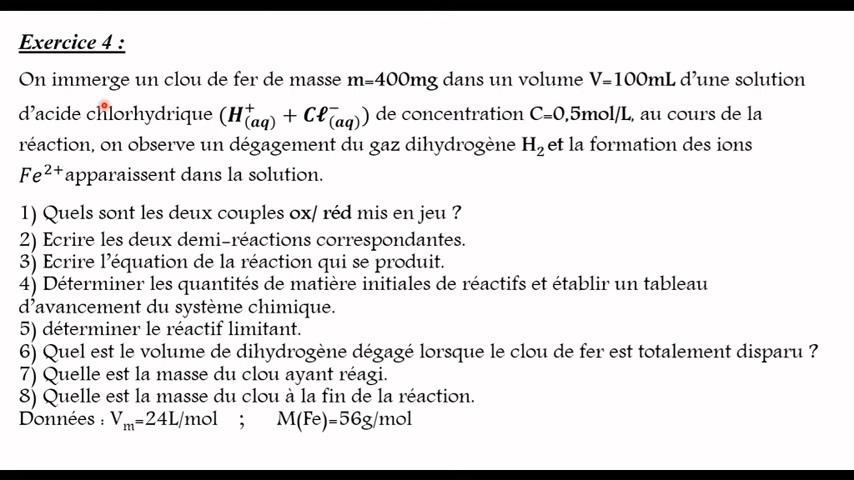 Exercice 4 :
On immerge un clou de fer de masse m=400mg dans un volume V=100mL d'une solution
d'acide chlorhydrique (H⁺(aq) + Cℓ⁻(aq)) de concentration C=0,5mol/L, au cours de la
réaction, on observe un dégagement du gaz dihydrogène H₂ et la formation des ions
Fe²⁺ apparaissent dans la solution.
1) Quels sont les deux couples ox/ réd mis en jeu ?
2) Ecrire les deux demi-réactions correspondantes.
3) Ecrire l'équation de la réaction qui se produit.
4) Déterminer les quantités de matière initiales de réactifs et établir un tableau
d'avancement du système chimique.
5) déterminer le réactif limitant.
6) Quel est le volume de dihydrogène dégagé lorsque le clou de fer est totalement disparu ?
7) Quelle est la masse du clou ayant réagi.
8) Quelle est la masse du clou à la fin de la réaction.
Données : Vₘ=24L/mol ; M(Fe)=56g/mol